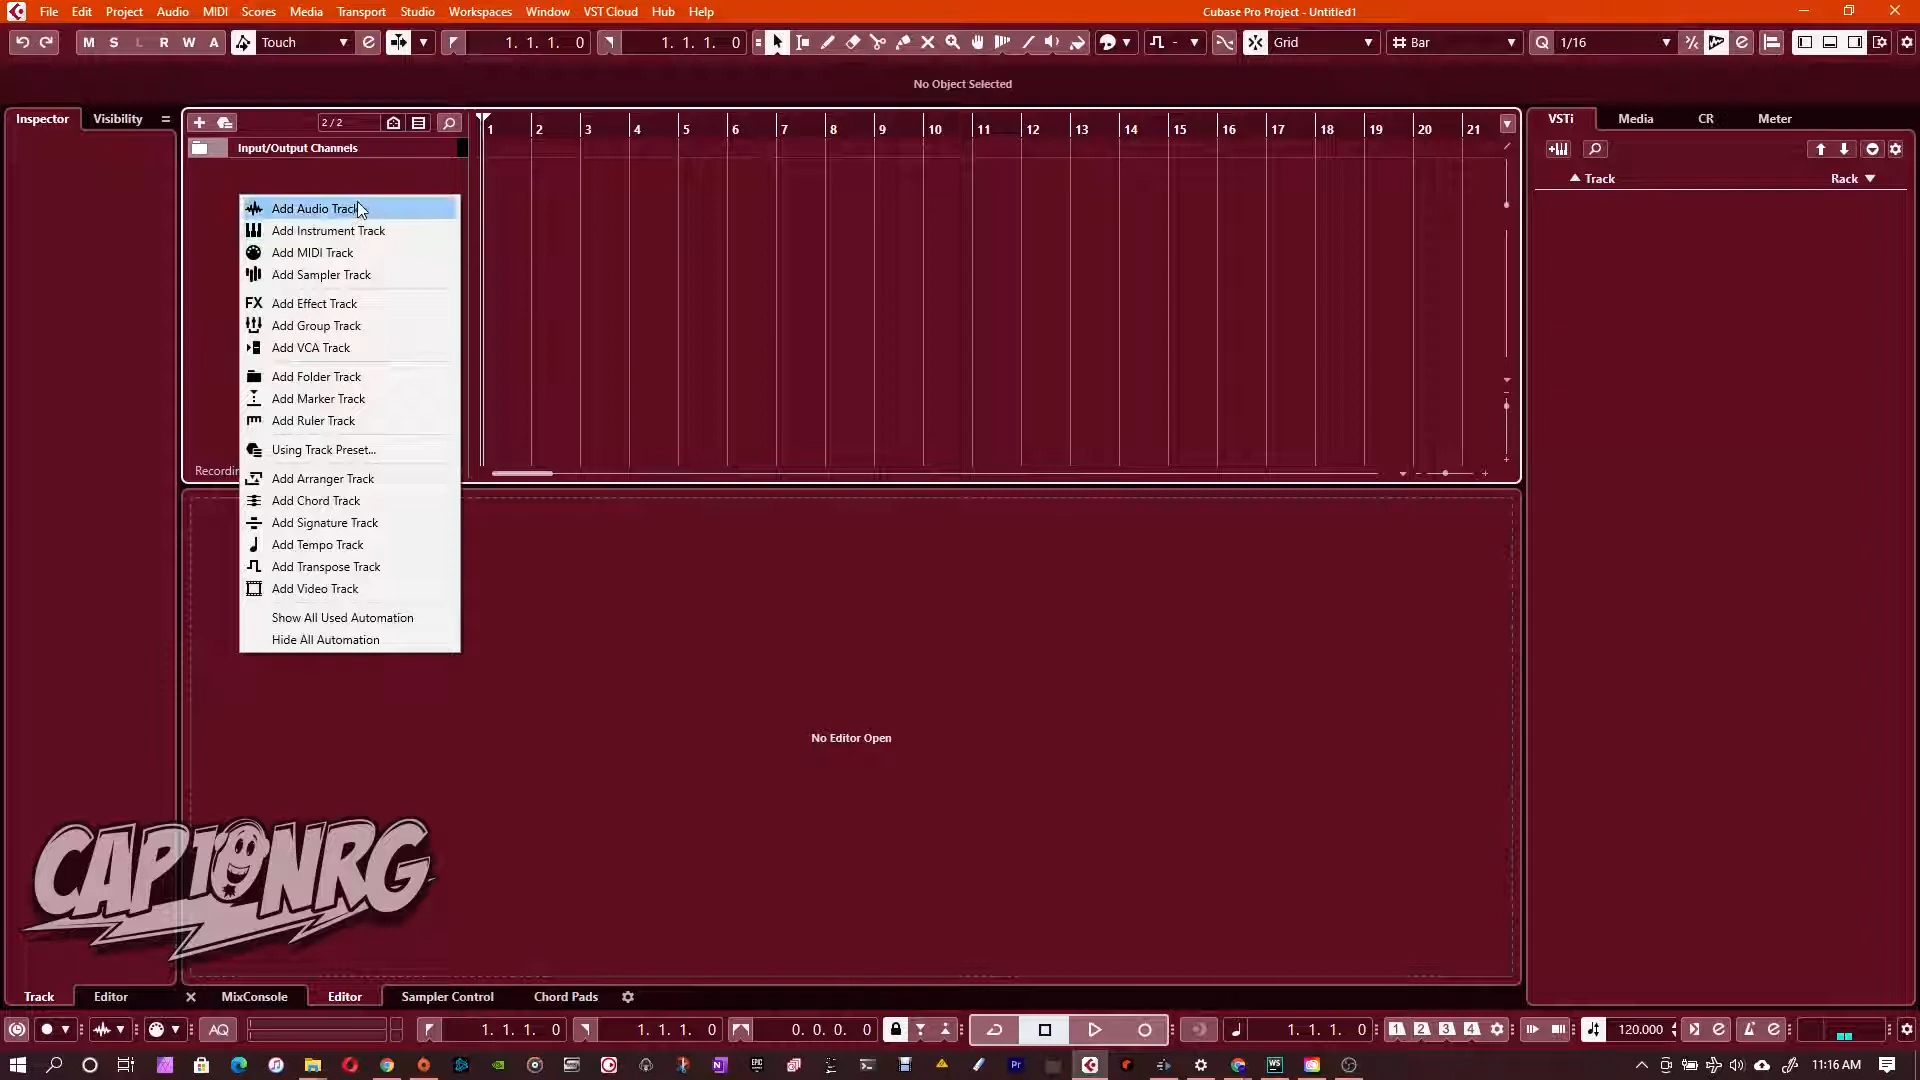 File Edit Project Audio MIDI Scores Media Transport Studio Workspaces Window VST Cloud Hub Help
Cubase Pro Project - Untitled1
M S L R W A Touch e 1. 1. 1. 0 1. 1. 1. 0 Grid Bar Q 1/16 e
No Object Selected
Inspector Visibility
2 / 2
1 2 3 4 5 6 7 8 9 10 11 12 13 14 15 16 17 18 19 20 21
VSTi Media CR Meter
Input/Output Channels
Track Rack
Add Audio Track
Add Instrument Track
Add MIDI Track
Add Sampler Track
FX Add Effect Track
Add Group Track
Add VCA Track
Add Folder Track
Add Marker Track
Add Ruler Track
Using Track Preset...
Recordin
Add Arranger Track
Add Chord Track
Add Signature Track
Add Tempo Track
Add Transpose Track
Add Video Track
Show All Used Automation
Hide All Automation
No Editor Open
CAP10NRG
Track Editor MixConsole Editor Sampler Control Chord Pads
AQ 1. 1. 1. 0 1. 1. 1. 0 0. 0. 0. 0 1. 1. 1. 0 1 2 3 4 120.000
11:16 AM